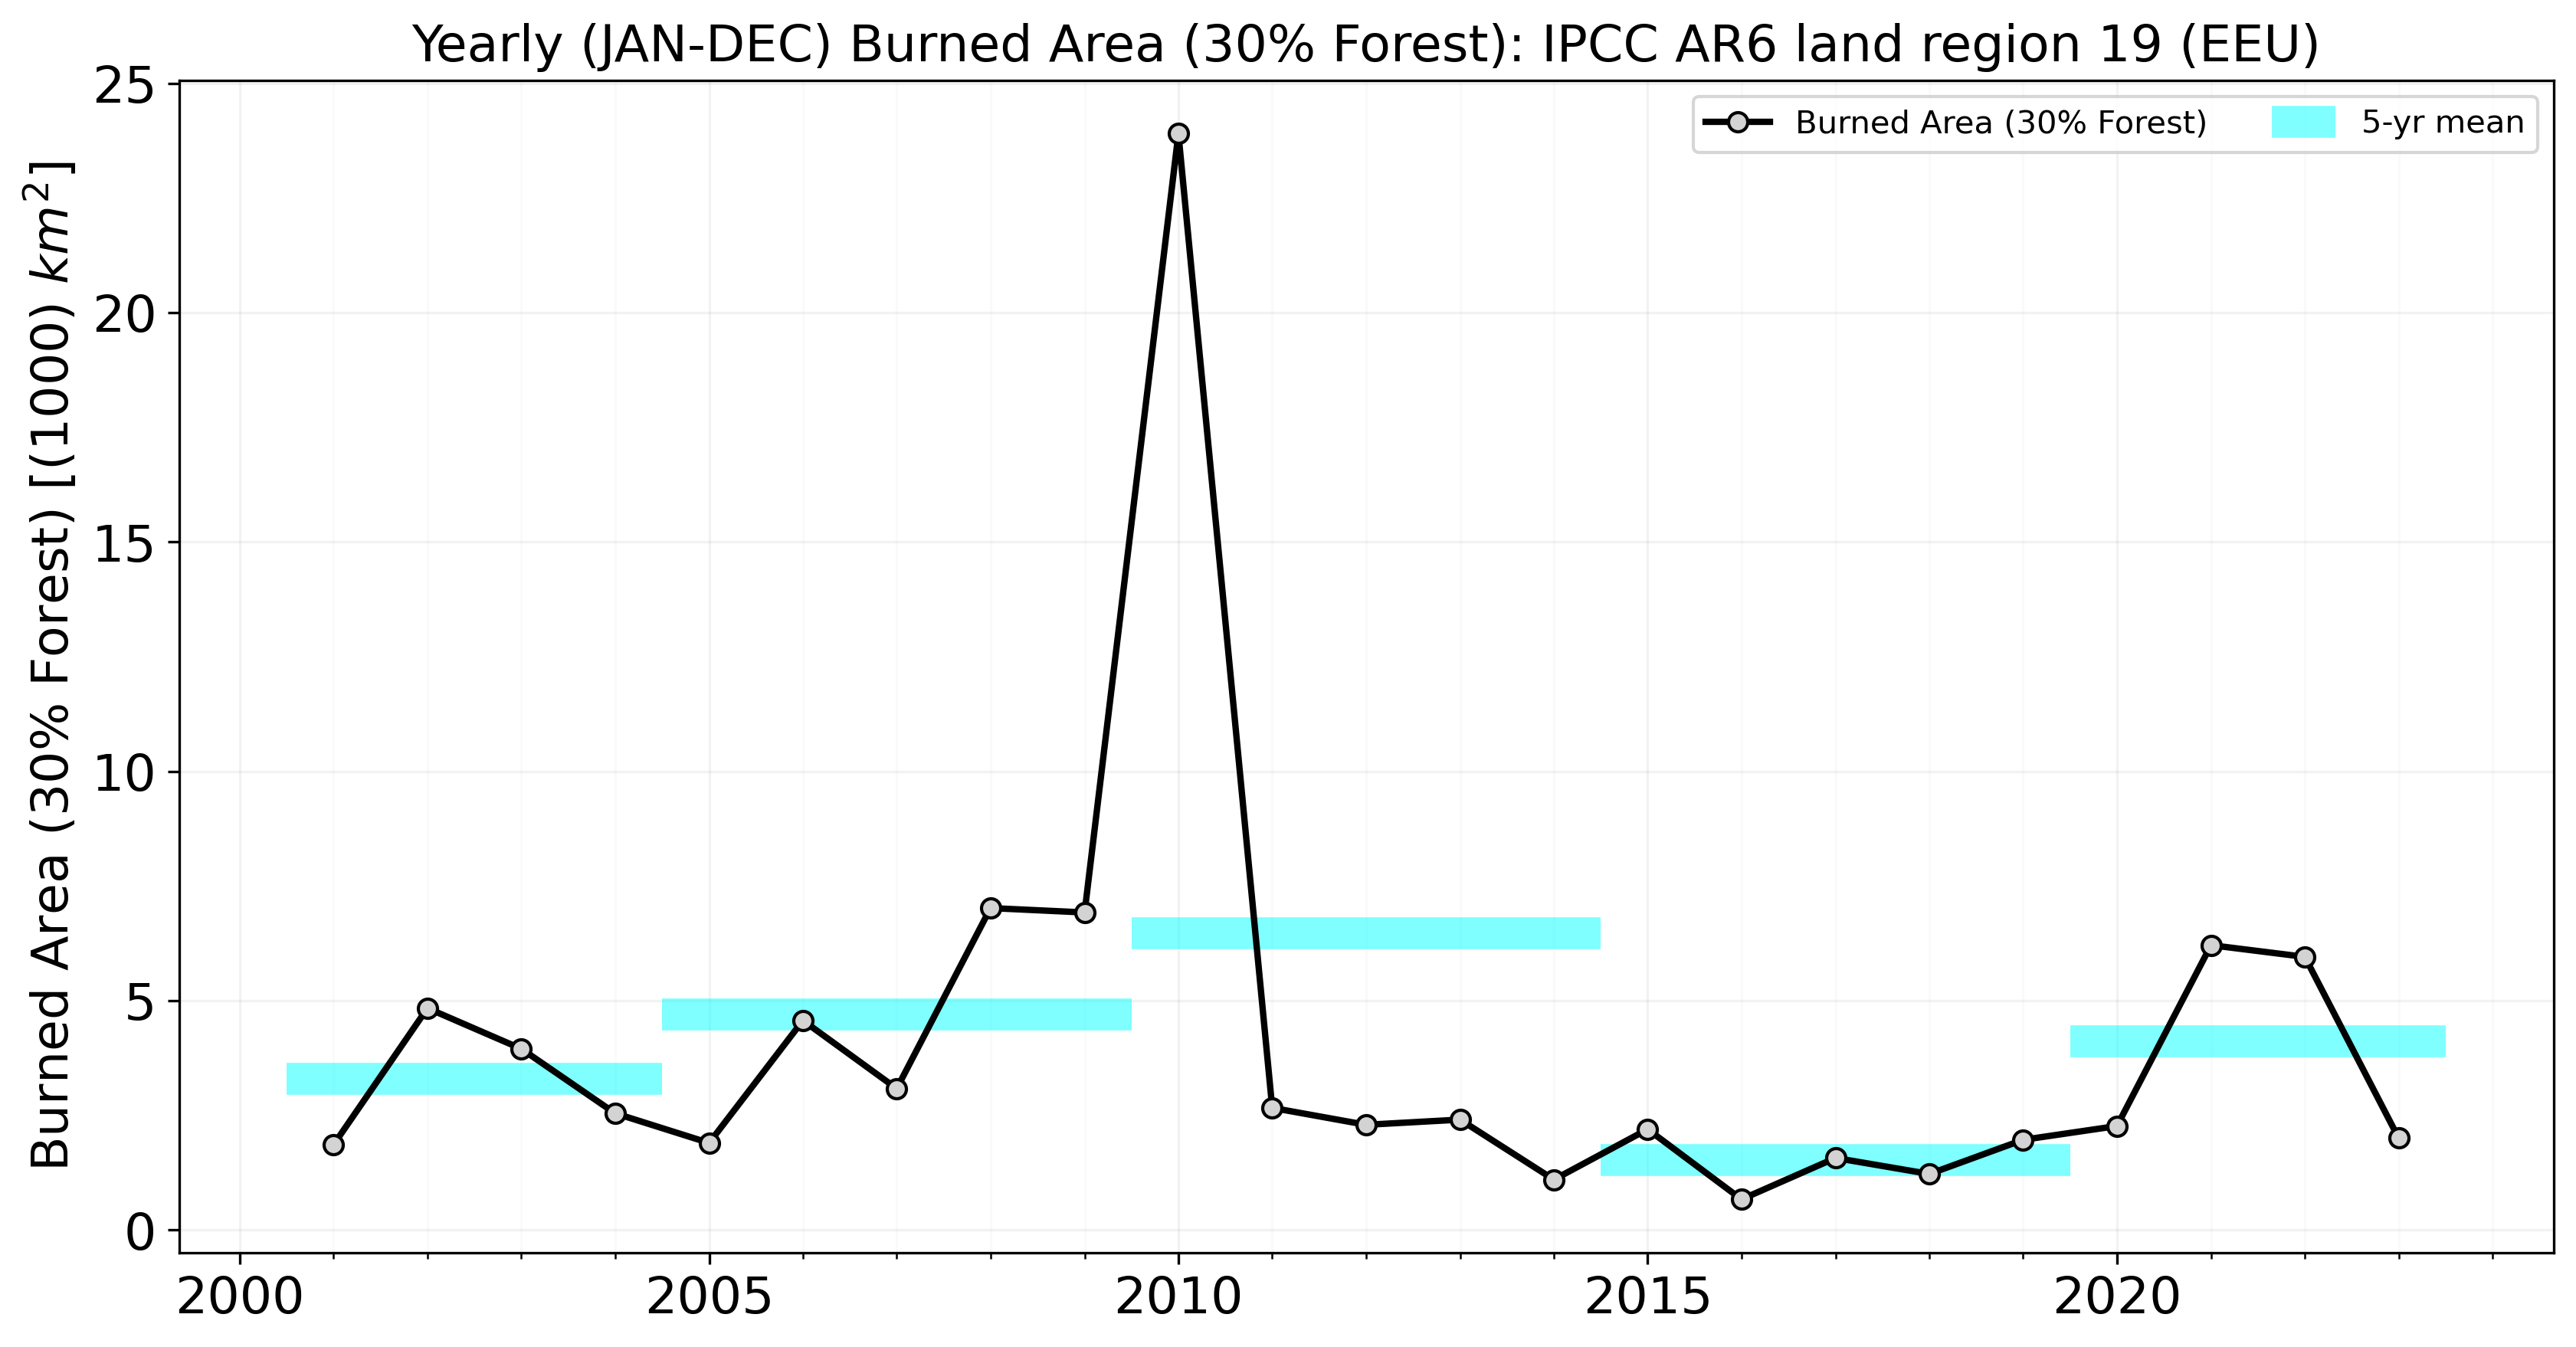 Yearly (JAN-DEC) Burned Area (30% Forest): IPCC AR6 land region 19 (EEU)
Burned Area (30% Forest)
5-yr mean
Burned Area (30% Forest) [(1000) km²]
25
20
15
10
5
0
2000
2005
2010
2015
2020